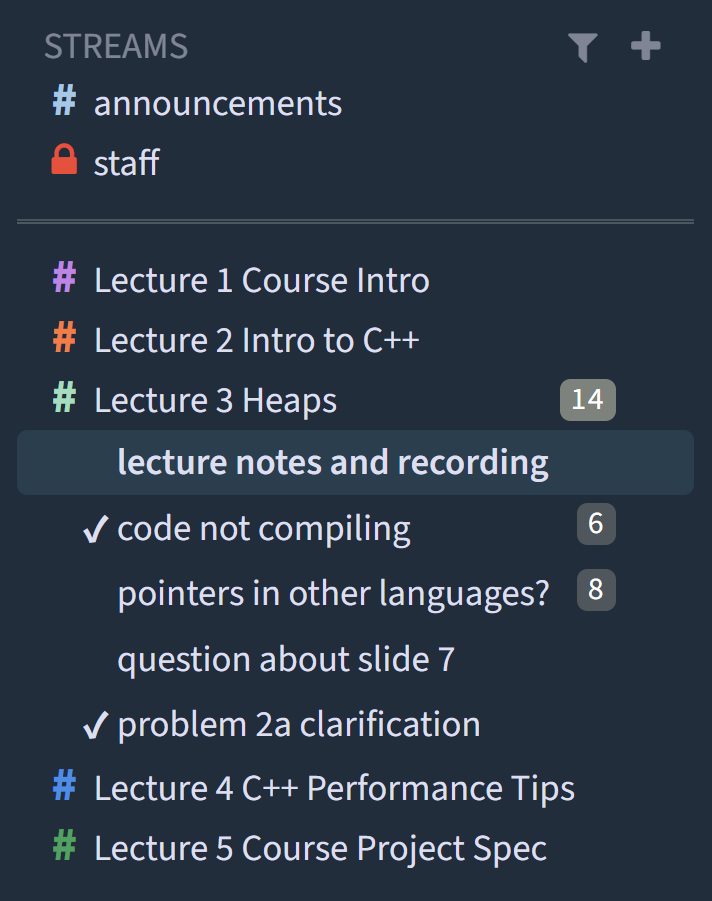 STREAMS
# announcements
staff
# Lecture 1 Course Intro
# Lecture 2 Intro to C++
# Lecture 3 Heaps 14
lecture notes and recording
✓ code not compiling 6
pointers in other languages? 8
question about slide 7
✓ problem 2a clarification
# Lecture 4 C++ Performance Tips
# Lecture 5 Course Project Spec